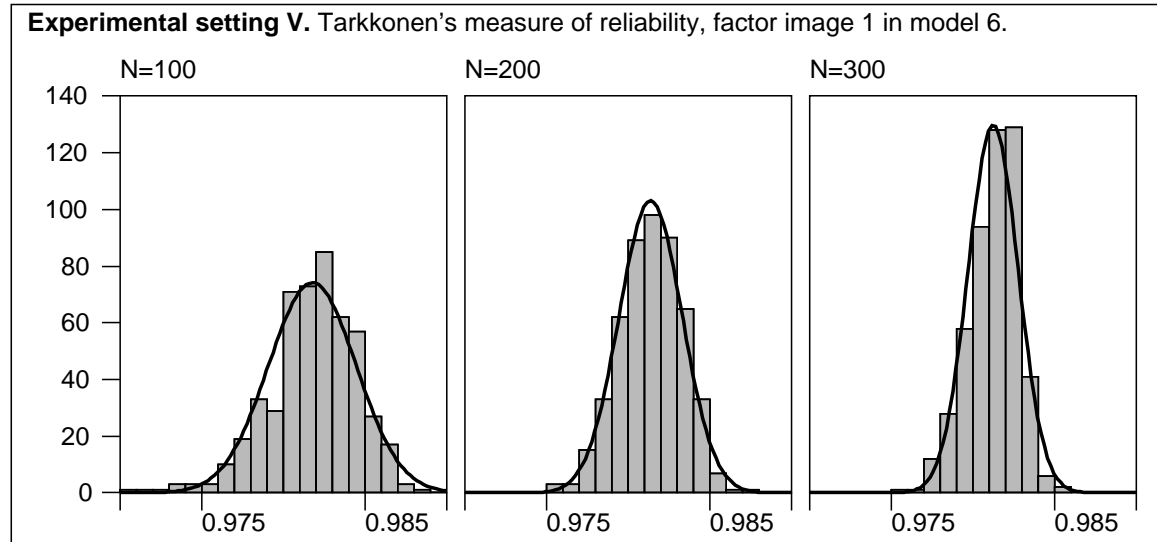 Experimental setting V. Tarkkonen's measure of reliability, factor image 1 in model 6.
N=100 N=200 N=300
140
120
100
80
60
40
20
0
0.975 0.985 0.975 0.985 0.975 0.985